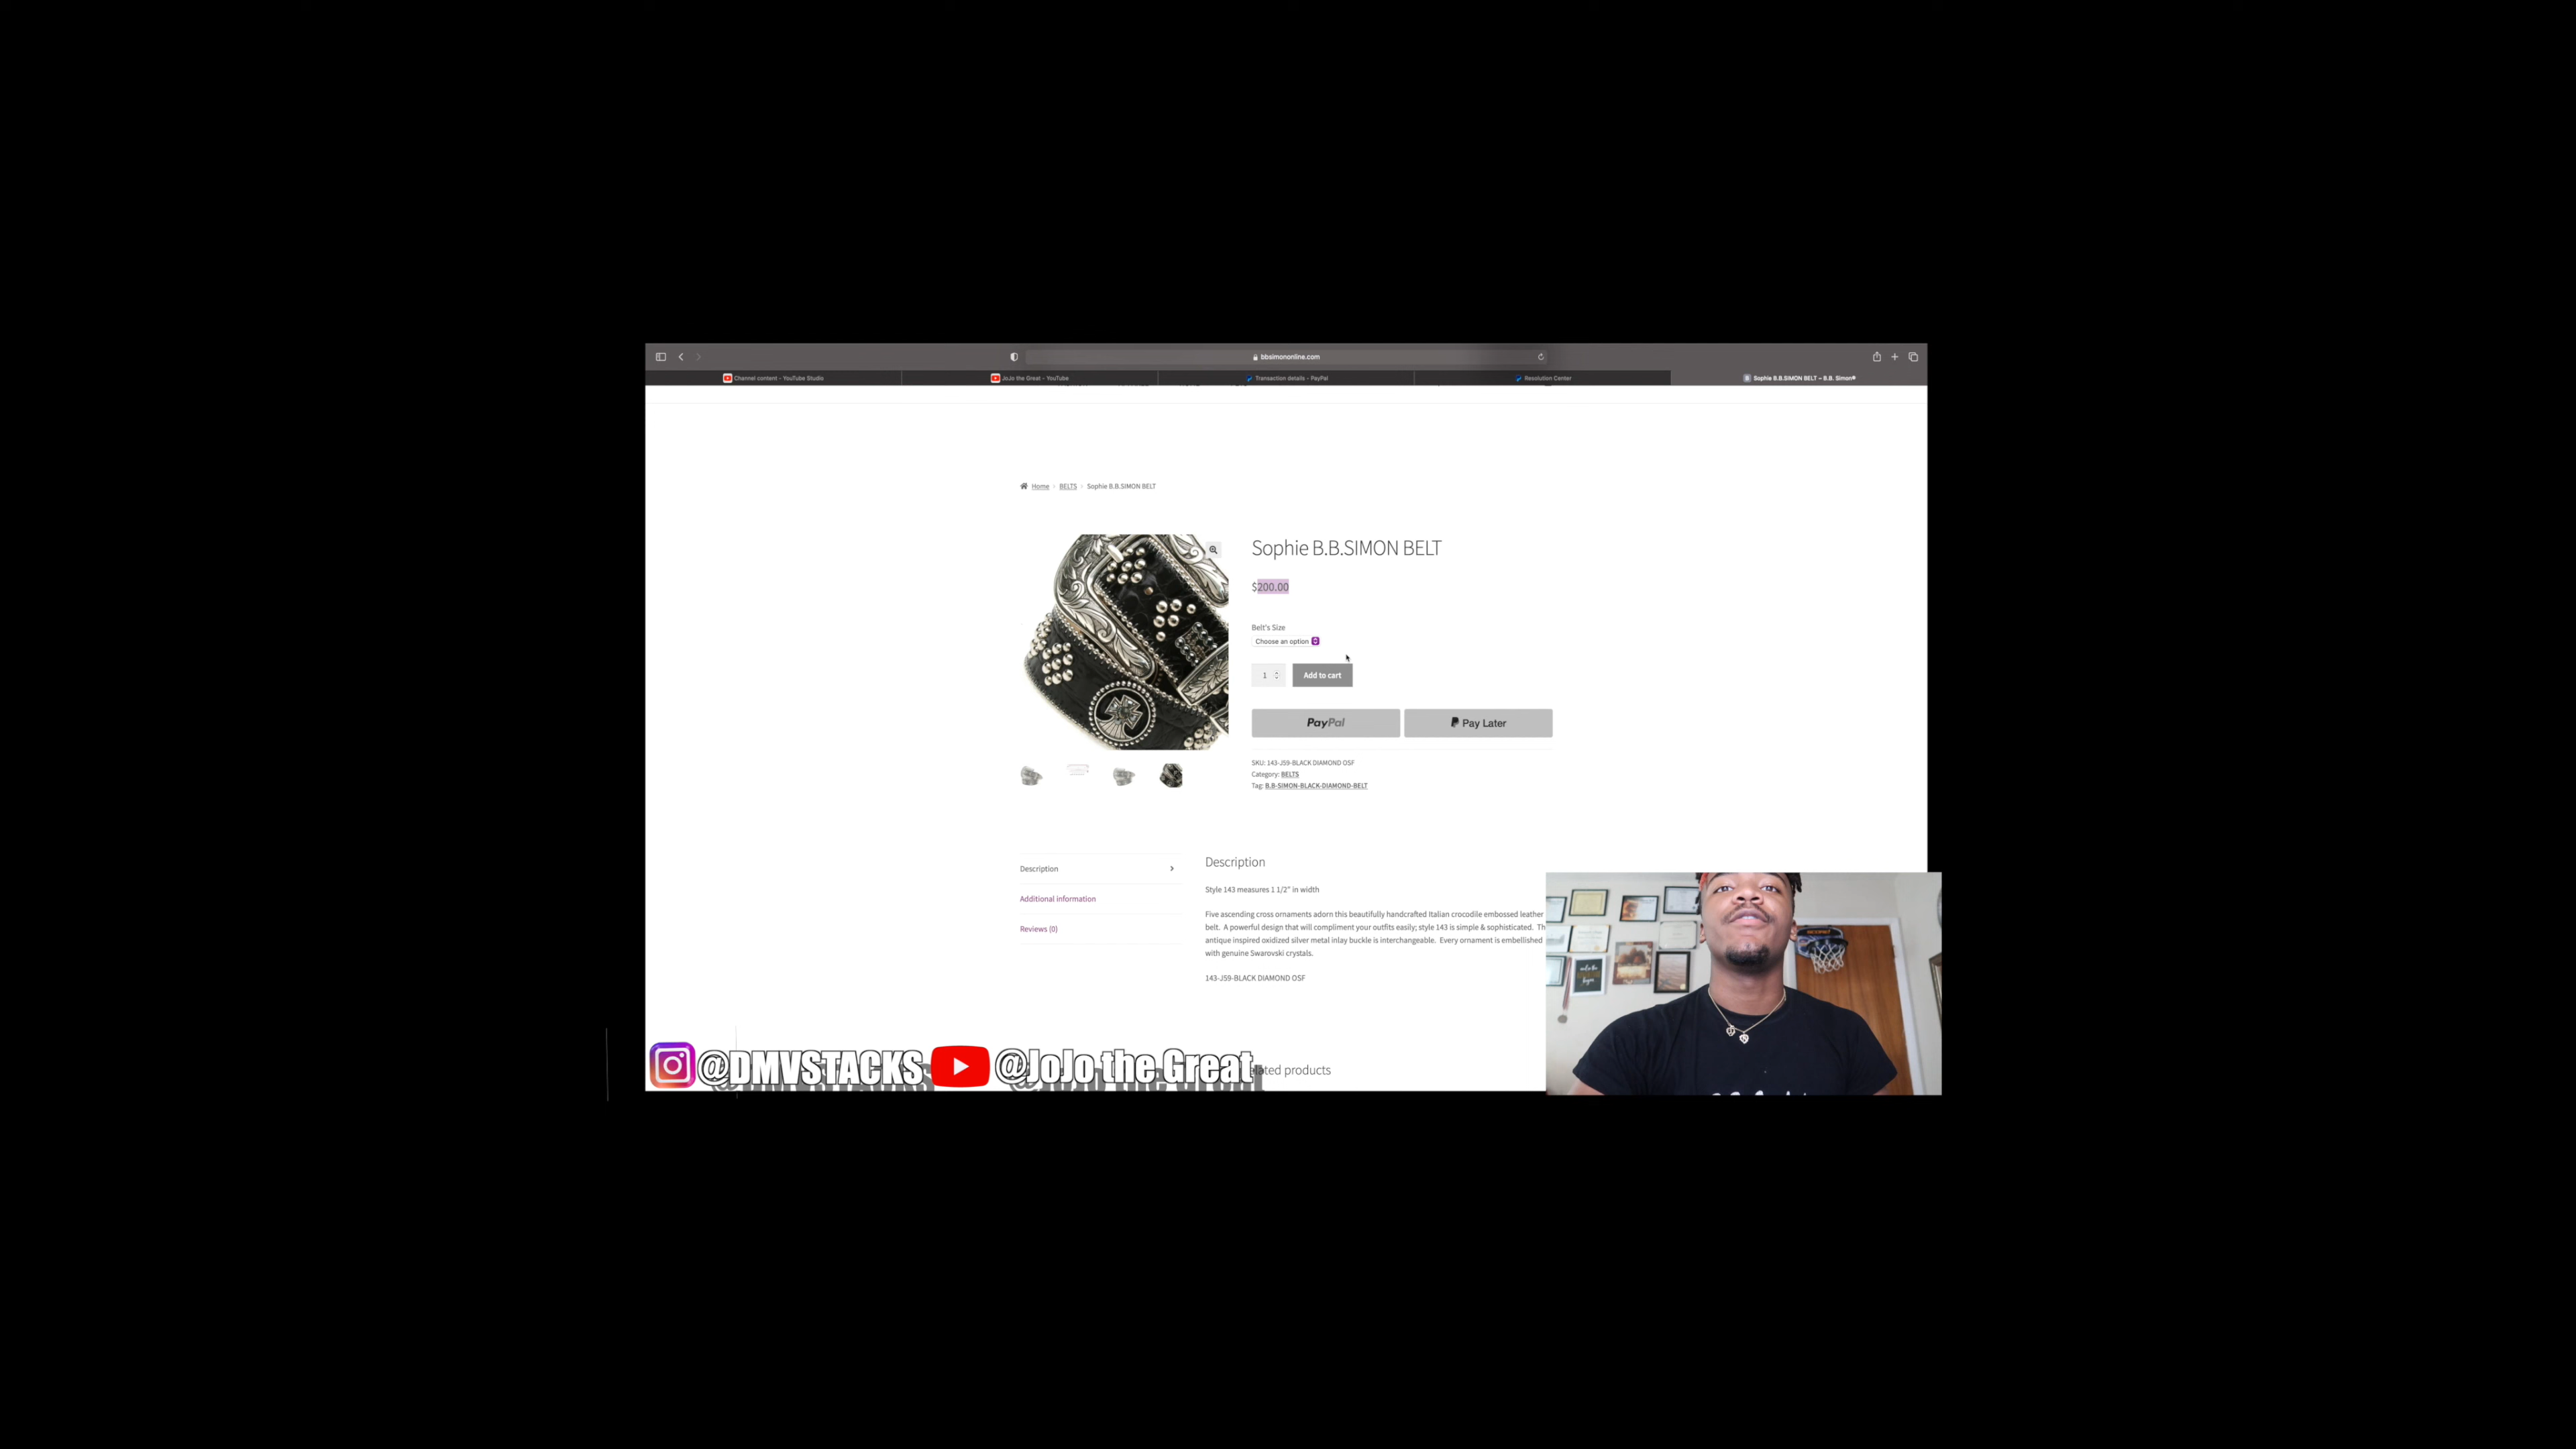 bbsimononline.com
Channel content - YouTube Studio
JoJo the Great - YouTube
Transaction details - PayPal
Resolution Center
Sophie B.B.SIMON BELT – B.B. Simon®
Home › BELTS › Sophie B.B.SIMON BELT
Sophie B.B.SIMON BELT
$200.00
Belt's Size
Choose an option
1
Add to cart
PayPal
Pay Later
SKU: 143-J59-BLACK DIAMOND OSF
Category: BELTS
Tag: B.B-SIMON-BLACK-DIAMOND-BELT
Description
Additional information
Reviews (0)
Description
Style 143 measures 1 1/2" in width
Five ascending cross ornaments adorn this beautifully handcrafted Italian crocodile embossed leather
belt. A powerful design that will compliment your outfits easily; style 143 is simple & sophisticated. Th
antique inspired oxidized silver metal inlay buckle is interchangeable. Every ornament is embellished
with genuine Swarovski crystals.
143-J59-BLACK DIAMOND OSF
@DMVSTACKS
@JoJo the Great
lated products